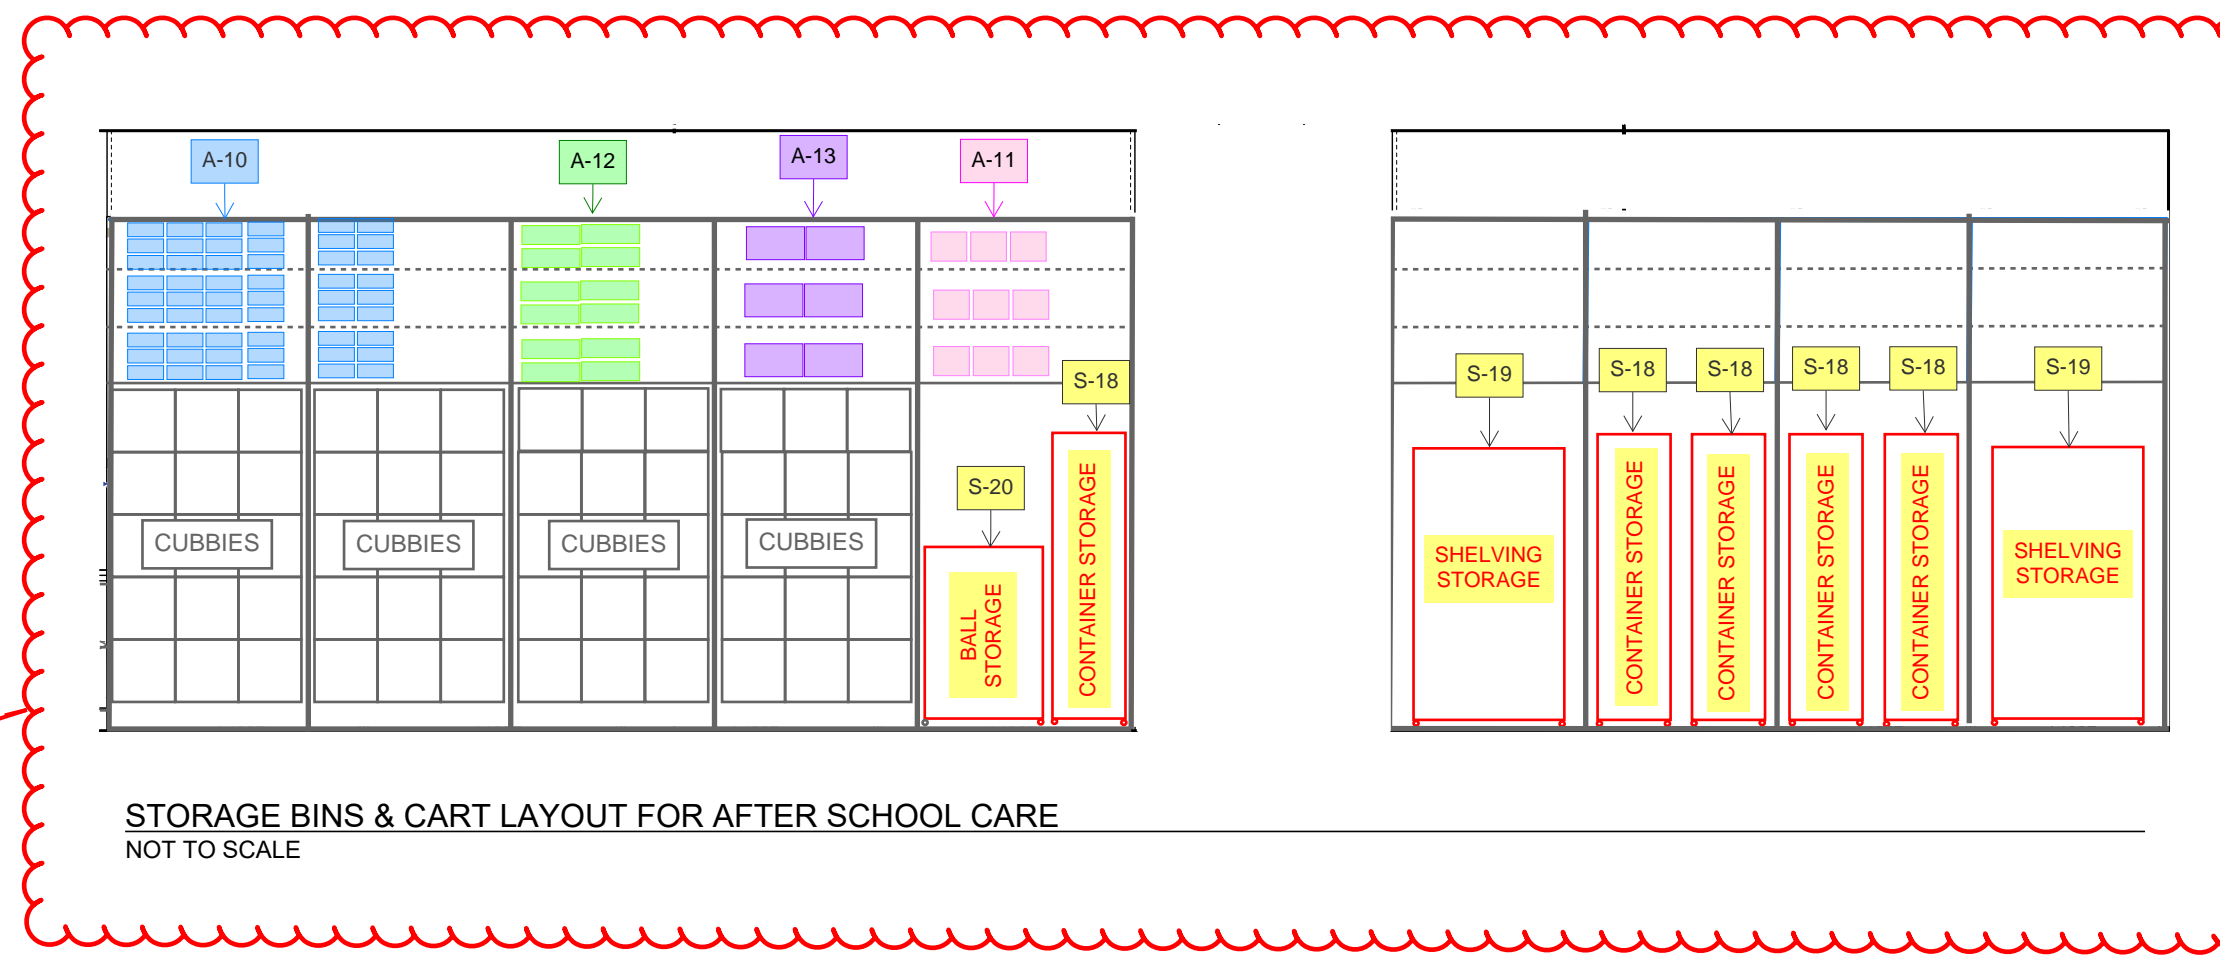 A-10
A-12
A-13
A-11
S-18
S-20
CUBBIES
CUBBIES
CUBBIES
CUBBIES
BALL
STORAGE
CONTAINER STORAGE
S-19
S-18
S-18
S-18
S-18
S-19
SHELVING
STORAGE
CONTAINER STORAGE
CONTAINER STORAGE
CONTAINER STORAGE
CONTAINER STORAGE
SHELVING
STORAGE
STORAGE BINS & CART LAYOUT FOR AFTER SCHOOL CARE
NOT TO SCALE